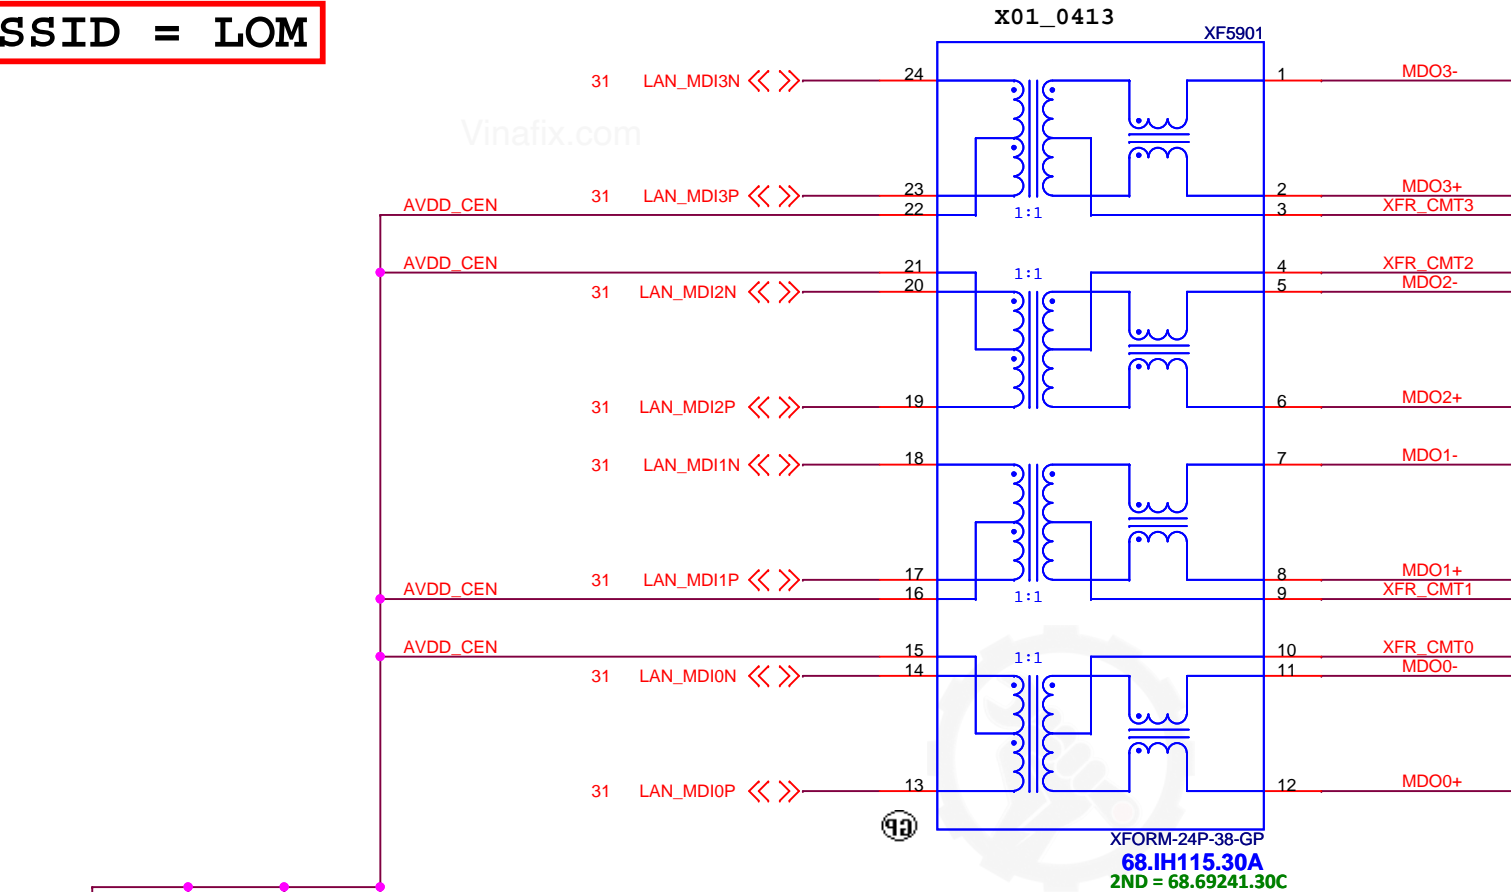 SSID = LOM
X01_0413
XF5901
31 LAN_MDI3N 24 1 MDO3-
Vinafix.com
31 LAN_MDI3P 23 2 MDO3+
AVDD_CEN 22 1:1 3 XFR_CMT3
AVDD_CEN 21 1:1 4 XFR_CMT2
31 LAN_MDI2N 20 5 MDO2-
31 LAN_MDI2P 19 6 MDO2+
31 LAN_MDI1N 18 7 MDO1-
31 LAN_MDI1P 17 8 MDO1+
AVDD_CEN 16 1:1 9 XFR_CMT1
AVDD_CEN 15 1:1 10 XFR_CMT0
31 LAN_MDI0N 14 11 MDO0-
31 LAN_MDI0P 13 12 MDO0+
GP
XFORM-24P-38-GP
68.IH115.30A
2ND = 68.69241.30C